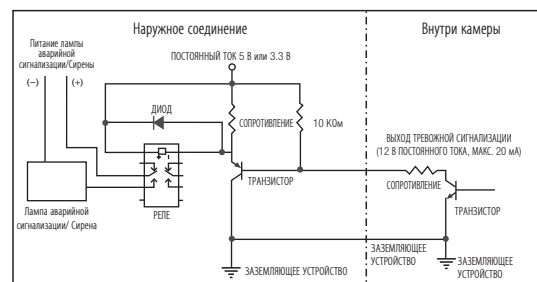 Наружное соединение
Внутри камеры
Питание лампы
аварийной
сигнализации/Сирены
(−)
(+)
ПОСТОЯННЫЙ ТОК 5 В или 3.3 В
ДИОД
СОПРОТИВЛЕНИЕ
10 КОм
ВЫХОД ТРЕВОЖНОЙ СИГНАЛИЗАЦИИ
(12 В ПОСТОЯННОГО ТОКА, МАКС. 20 мА)
ТРАНЗИСТОР
СОПРОТИВЛЕНИЕ
ТРАНЗИСТОР
Лампа аварийной
сигнализации/ Сирена
РЕЛЕ
ЗАЗЕМЛЯЮЩЕЕ УСТРОЙСТВО
ЗАЗЕМЛЯЮЩЕЕ
УСТРОЙСТВО
ЗАЗЕМЛЯЮЩЕЕ
УСТРОЙСТВО